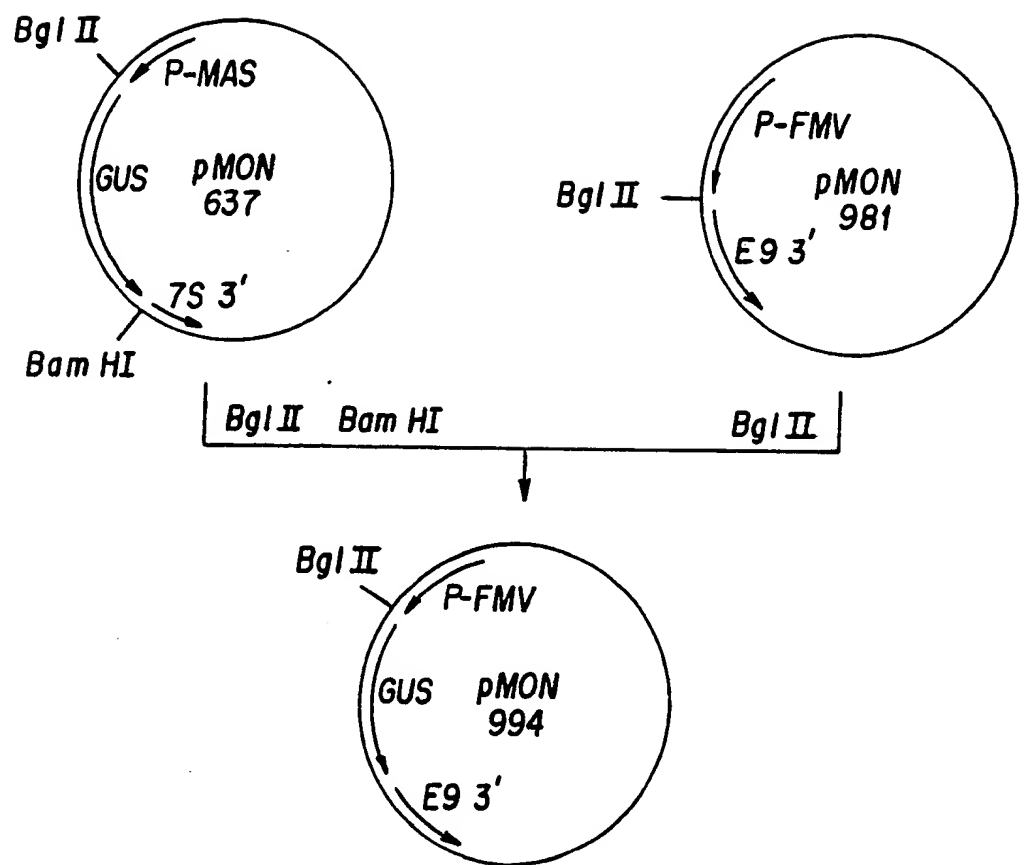 Bgl II
P-MAS
GUS
pMON
637
7S 3'
Bam HI
P-FMV
Bgl II
pMON
981
E9 3'
Bgl II Bam HI
Bgl II
Bgl II
P-FMV
GUS
pMON
994
E9 3'